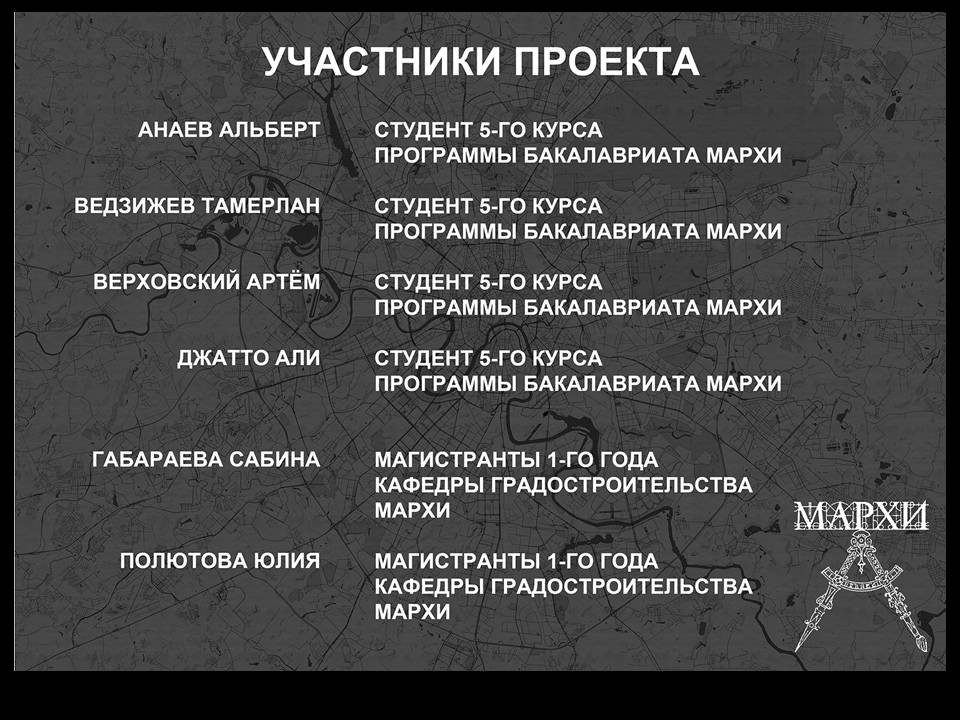 УЧАСТНИКИ ПРОЕКТА
АНАЕВ АЛЬБЕРТ
СТУДЕНТ 5-ГО КУРСА
ПРОГРАММЫ БАКАЛАВРИАТА МАРХИ
ВЕДЗИЖЕВ ТАМЕРЛАН
СТУДЕНТ 5-ГО КУРСА
ПРОГРАММЫ БАКАЛАВРИАТА МАРХИ
ВЕРХОВСКИЙ АРТЁМ
СТУДЕНТ 5-ГО КУРСА
ПРОГРАММЫ БАКАЛАВРИАТА МАРХИ
ДЖАТТО АЛИ
СТУДЕНТ 5-ГО КУРСА
ПРОГРАММЫ БАКАЛАВРИАТА МАРХИ
ГАБАРАЕВА САБИНА
МАГИСТРАНТЫ 1-ГО ГОДА
КАФЕДРЫ ГРАДОСТРОИТЕЛЬСТВА
МАРХИ
ПОЛЮТОВА ЮЛИЯ
МАГИСТРАНТЫ 1-ГО ГОДА
КАФЕДРЫ ГРАДОСТРОИТЕЛЬСТВА
МАРХИ
МАРХИ